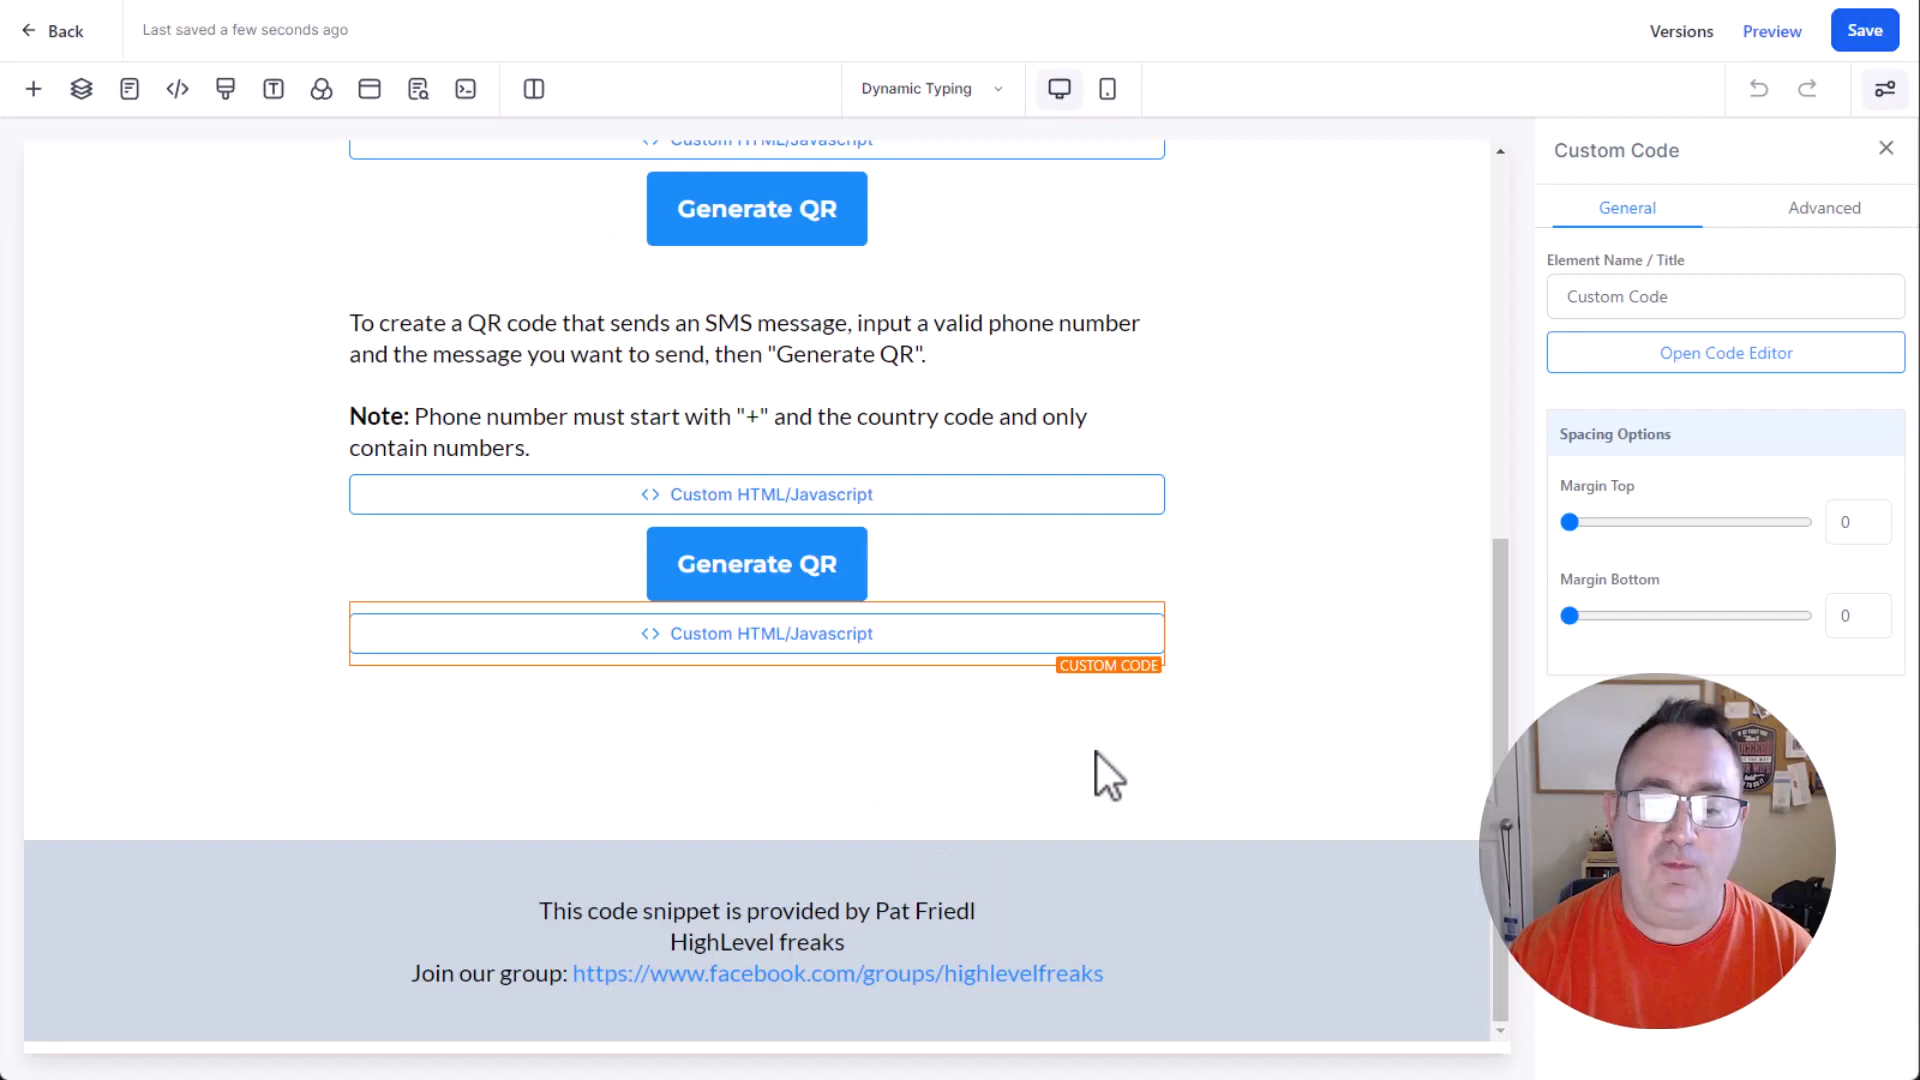 Back
Last saved a few seconds ago
Versions
Preview
Save
Dynamic Typing
Custom HTML/Javascript
Generate QR
To create a QR code that sends an SMS message, input a valid phone number
and the message you want to send, then "Generate QR".
Note: Phone number must start with "+" and the country code and only
contain numbers.
Custom HTML/Javascript
Generate QR
Custom HTML/Javascript
CUSTOM CODE
This code snippet is provided by Pat Friedl
HighLevel freaks
Join our group: https://www.facebook.com/groups/highlevelfreaks
Custom Code
General
Advanced
Element Name / Title
Custom Code
Open Code Editor
Spacing Options
Margin Top
0
Margin Bottom
0